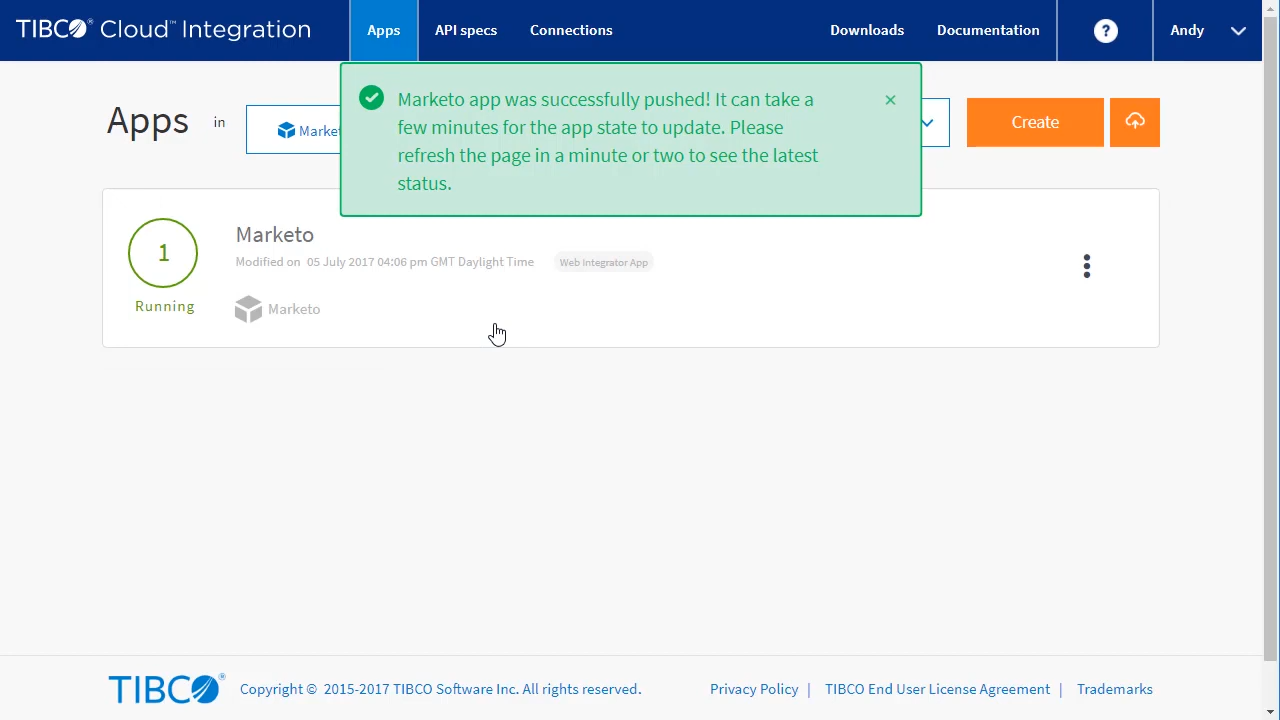 TIBCO® Cloud™ Integration
Apps
API specs
Connections
Downloads
Documentation
?
Andy
Marketo app was successfully pushed! It can take a
few minutes for the app state to update. Please
refresh the page in a minute or two to see the latest
status.
×
Apps in
Create
1
Running
Marketo
Modified on 05 July 2017 04:06 pm GMT Daylight Time
Web Integrator App
Marketo
TIBCO®
Copyright © 2015-2017 TIBCO Software Inc. All rights reserved.
Privacy Policy | TIBCO End User License Agreement | Trademarks